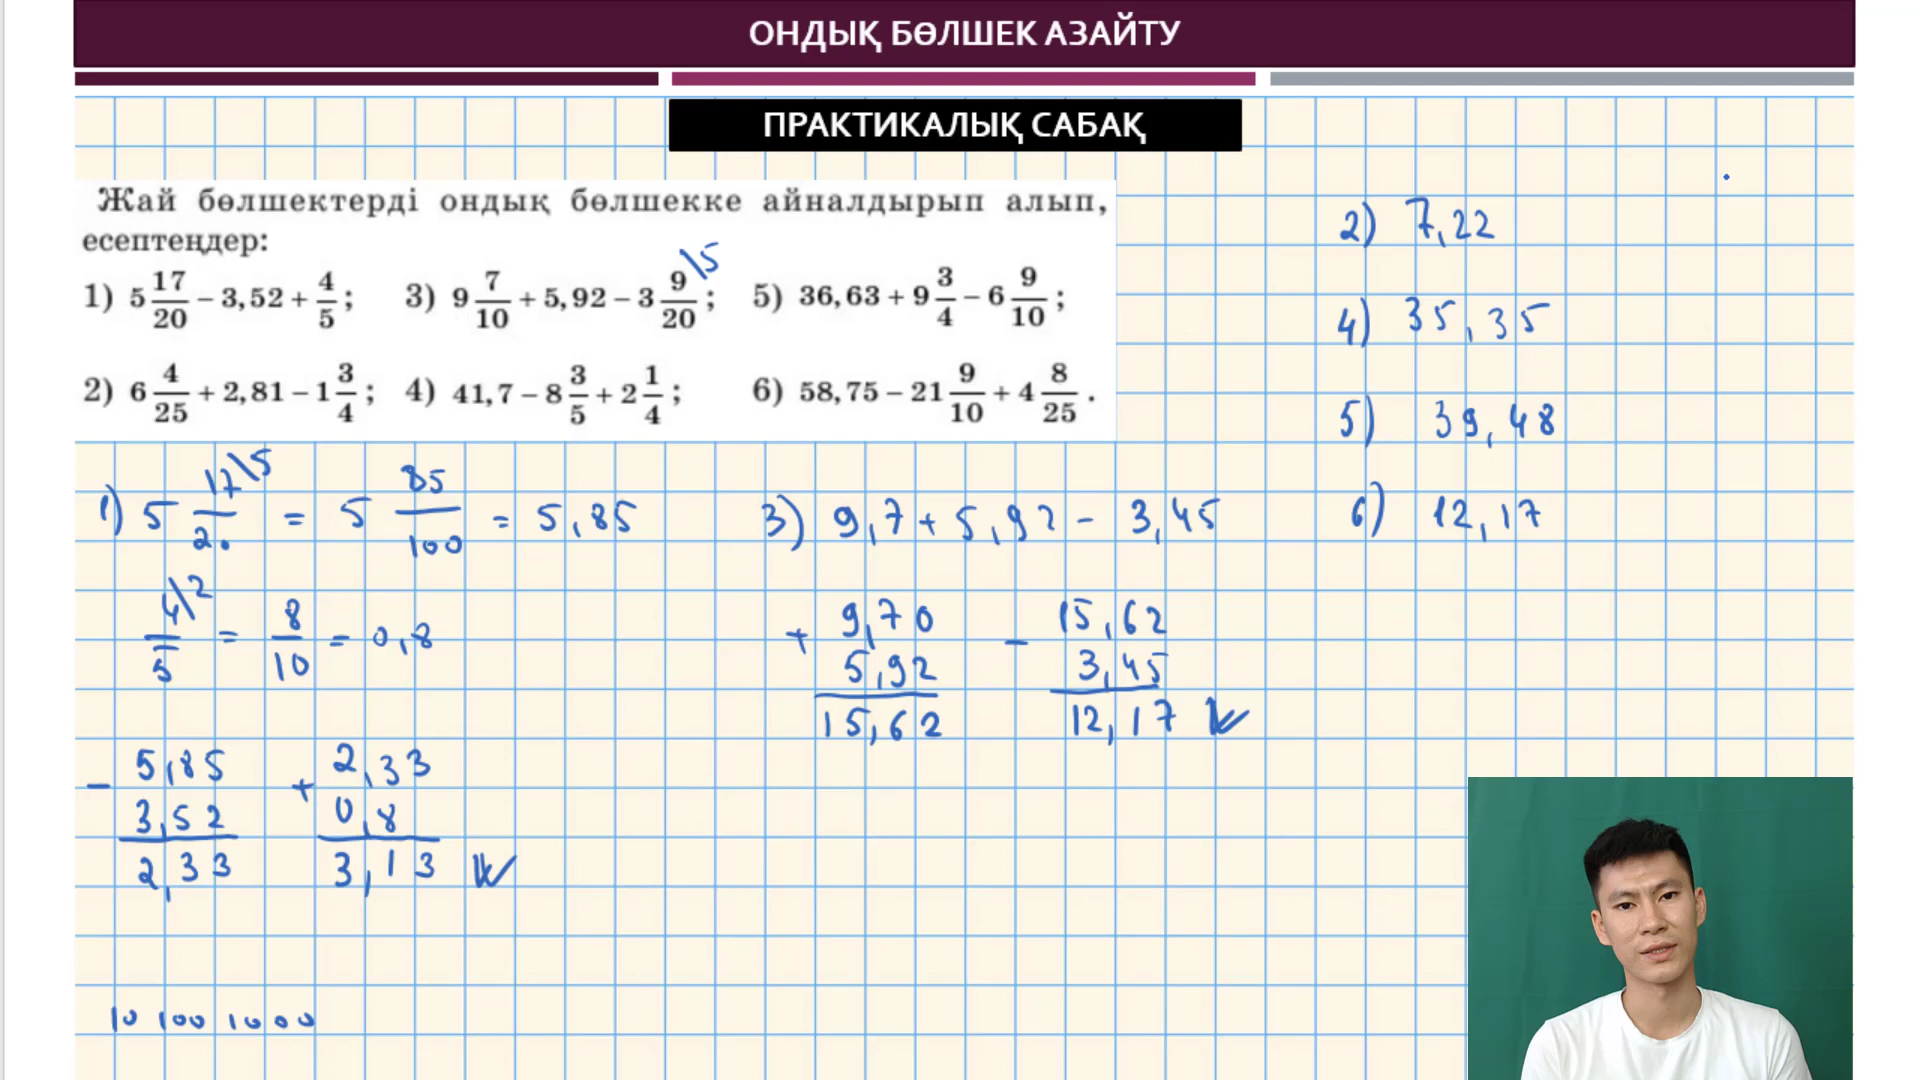 ОНДЫҚ БӨЛШЕК АЗАЙТУ
ПРАКТИКАЛЫҚ САБАҚ
Жай бөлшектерді ондық бөлшекке айналдырып алып,
есептеңдер:
1) 5 17/20 – 3,52 + 4/5 ; 3) 9 7/10 + 5,92 – 3 9\5/20 ; 5) 36,63 + 9 3/4 – 6 9/10 ;
2) 6 4/25 + 2,81 – 1 3/4 ; 4) 41,7 – 8 3/5 + 2 1/4 ; 6) 58,75 – 21 9/10 + 4 8/25 .
1) 5 17\5/20 = 5 85/100 = 5,85
4\2/5 = 8/10 = 0,8
– 5,85
3,52
2,33
+ 2,33
0,8
3,13
10 100 1000
3) 9,7 + 5,92 – 3,45
+ 9,70
5,92
15,62
– 15,62
3,45
12,17
2) 7,22
4) 35,35
5) 39,48
6) 12,17